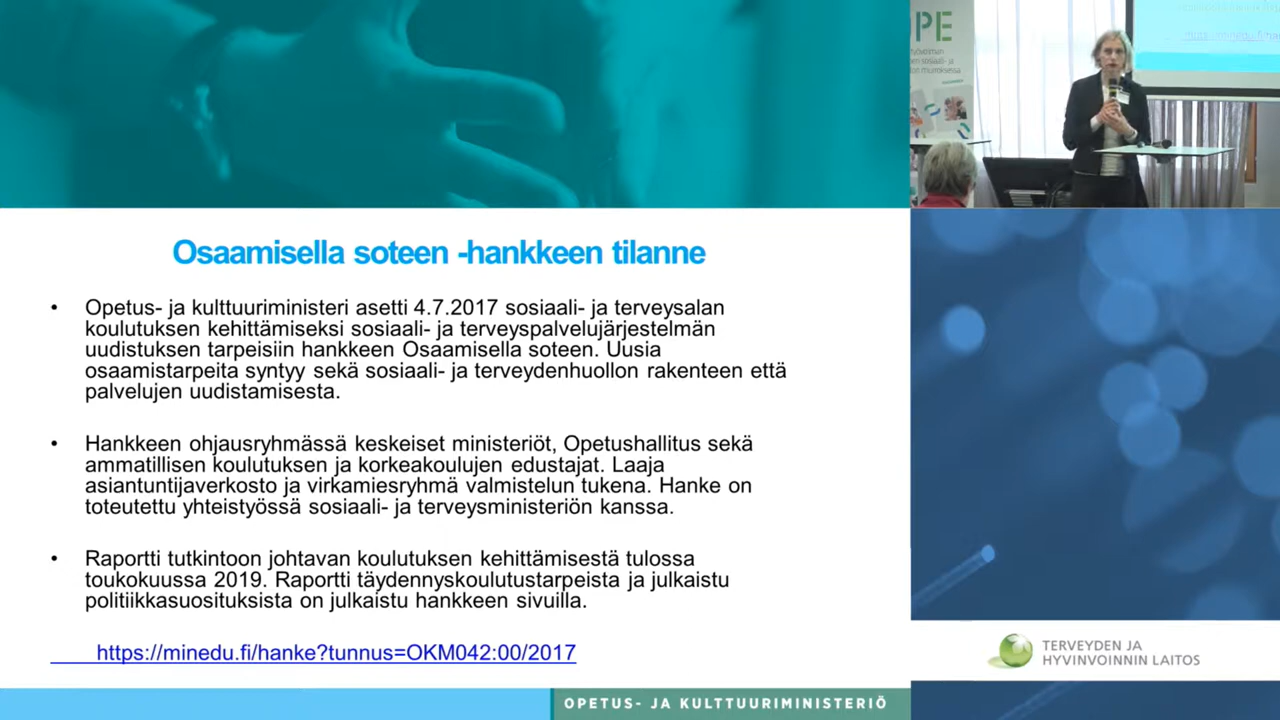 Osaamisella soteen -hankkeen tilanne
• Opetus- ja kulttuuriministeri asetti 4.7.2017 sosiaali- ja terveysalan
koulutuksen kehittämiseksi sosiaali- ja terveyspalvelujärjestelmän
uudistuksen tarpeisiin hankkeen Osaamisella soteen. Uusia
osaamistarpeita syntyy sekä sosiaali- ja terveydenhuollon rakenteen että
palvelujen uudistamisesta.
• Hankkeen ohjausryhmässä keskeiset ministeriöt, Opetushallitus sekä
ammatillisen koulutuksen ja korkeakoulujen edustajat. Laaja
asiantuntijaverkosto ja virkamiesryhmä valmistelun tukena. Hanke on
toteutettu yhteistyössä sosiaali- ja terveysministeriön kanssa.
• Raportti tutkintoon johtavan koulutuksen kehittämisestä tulossa
toukokuussa 2019. Raportti täydennyskoulutustarpeista ja julkaistu
politiikkasuosituksista on julkaistu hankkeen sivuilla.
https://minedu.fi/hanke?tunnus=OKM042:00/2017
OPETUS- JA KULTTUURIMINISTERIÖ
PE
sosiaali- ja
TERVEYDEN JA
HYVINVOINNIN LAITOS